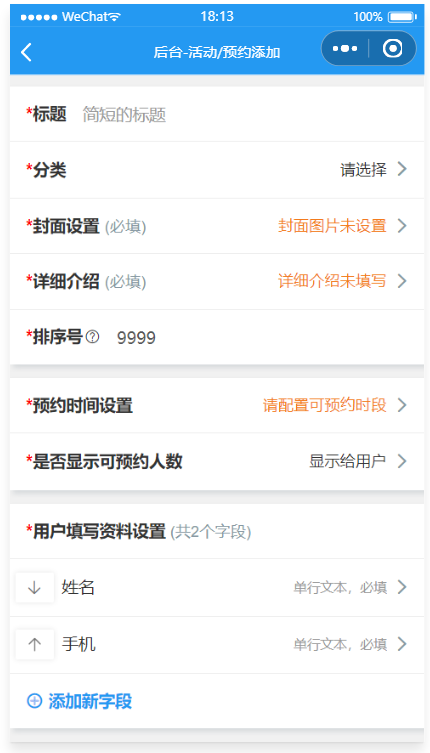 WeChat 18:13 100%
后台-活动/预约添加
*标题 简短的标题
*分类 请选择
*封面设置 (必填) 封面图片未设置
*详细介绍 (必填) 详细介绍未填写
*排序号? 9999
*预约时间设置 请配置可预约时段
*是否显示可预约人数 显示给用户
*用户填写资料设置 (共2个字段)
姓名 单行文本，必填
手机 单行文本，必填
添加新字段